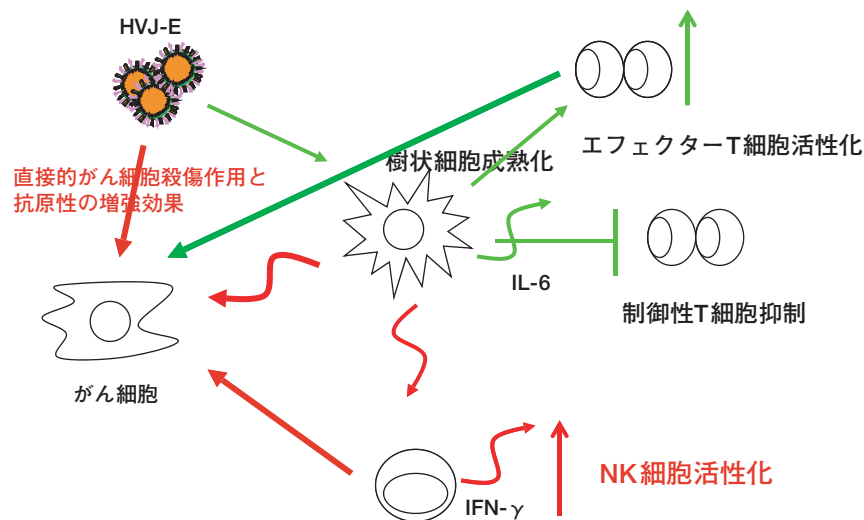 HVJ-E
直接的がん細胞殺傷作用と
抗原性の増強効果
樹状細胞成熟化
エフェクターT細胞活性化
IL-6
制御性T細胞抑制
がん細胞
IFN-γ
NK細胞活性化